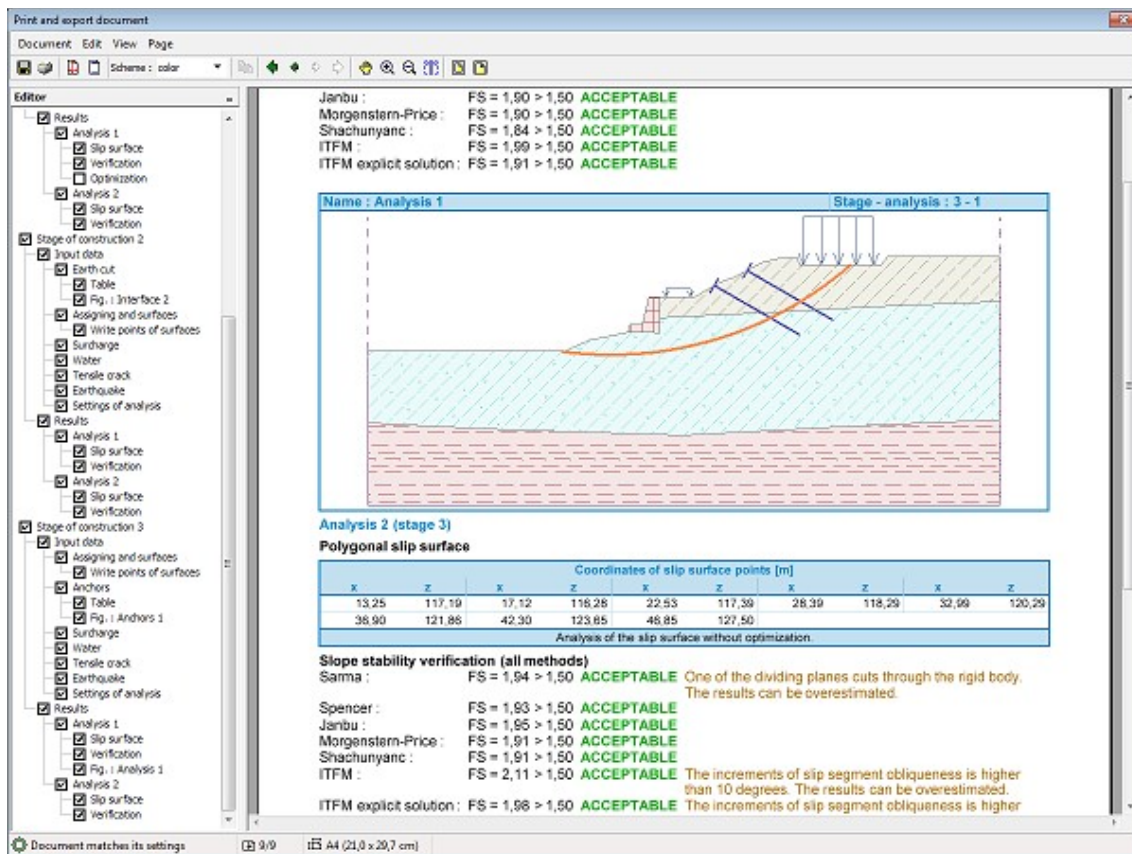 Print and export document
Document Edit View Page
Scheme : color
Editor
Results
Analysis 1
Slip surface
Verification
Optimization
Analysis 2
Slip surface
Verification
Stage of construction 2
Input data
Earth cut
Table
Fig. : Interface 2
Assigning and surfaces
Write points of surfaces
Surcharge
Water
Tensile crack
Earthquake
Settings of analysis
Results
Analysis 1
Slip surface
Verification
Analysis 2
Slip surface
Verification
Stage of construction 3
Input data
Assigning and surfaces
Write points of surfaces
Anchors
Table
Fig. : Anchors 1
Surcharge
Water
Tensile crack
Earthquake
Settings of analysis
Results
Analysis 1
Slip surface
Verification
Fig. : Analysis 1
Analysis 2
Slip surface
Verification
Janbu : FS = 1,90 > 1,50 ACCEPTABLE
Morgenstern-Price : FS = 1,90 > 1,50 ACCEPTABLE
Shachunyanc : FS = 1,84 > 1,50 ACCEPTABLE
ITFM : FS = 1,99 > 1,50 ACCEPTABLE
ITFM explicit solution : FS = 1,91 > 1,50 ACCEPTABLE
Name : Analysis 1 Stage - analysis : 3 - 1
Analysis 2 (stage 3)
Polygonal slip surface
Coordinates of slip surface points [m]
x z x z x z x z x z
13,25 117,19 17,12 116,28 22,53 117,39 28,39 118,29 32,99 120,29
36,90 121,86 42,30 123,65 46,85 127,50
Analysis of the slip surface without optimization.
Slope stability verification (all methods)
Sarma : FS = 1,94 > 1,50 ACCEPTABLE One of the dividing planes cuts through the rigid body.
The results can be overestimated.
Spencer : FS = 1,93 > 1,50 ACCEPTABLE
Janbu : FS = 1,95 > 1,50 ACCEPTABLE
Morgenstern-Price : FS = 1,91 > 1,50 ACCEPTABLE
Shachunyanc : FS = 1,91 > 1,50 ACCEPTABLE
ITFM : FS = 2,11 > 1,50 ACCEPTABLE The increments of slip segment obliqueness is higher
than 10 degrees. The results can be overestimated.
ITFM explicit solution : FS = 1,98 > 1,50 ACCEPTABLE The increments of slip segment obliqueness is higher
Document matches its settings 9/9 A4 (21,0 x 29,7 cm)